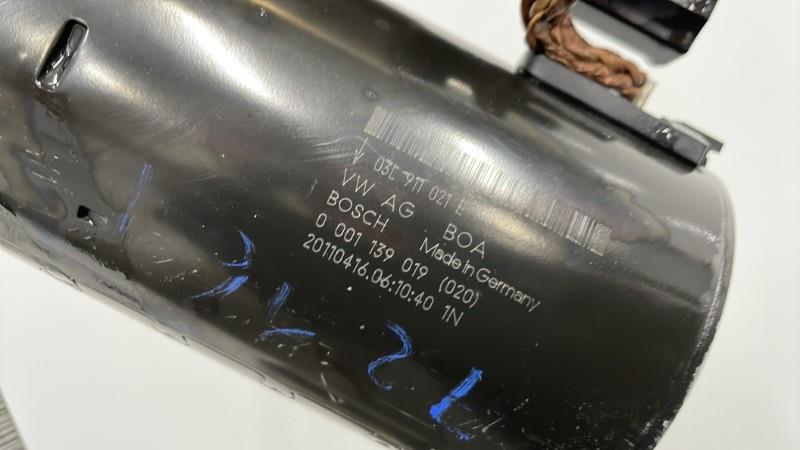 03C 911 021 E
VW AG BOA
BOSCH Made in Germany
0 001 139 019 (020)
20110416.06:10:40 1N